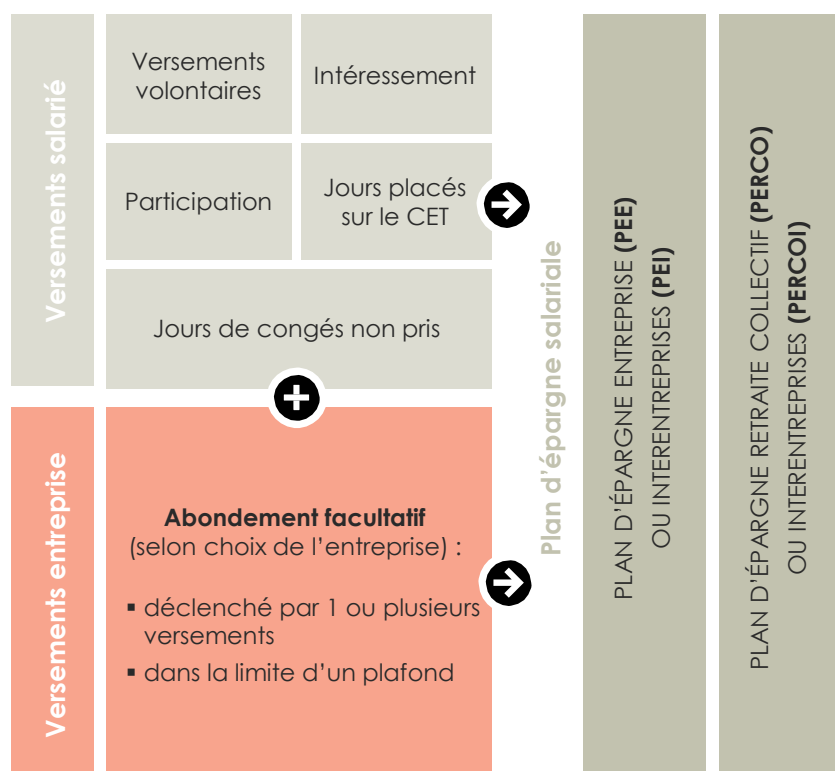 Versements salarié
Versements
volontaires
Intéressement
Participation
Jours placés
sur le CET
Jours de congés non pris
Versements entreprise
Abondement facultatif
(selon choix de l’entreprise) :
▪ déclenché par 1 ou plusieurs
versements
▪ dans la limite d’un plafond
Plan d’épargne salariale
PLAN D’ÉPARGNE ENTREPRISE (PEE)
OU INTERENTREPRISES (PEI)
PLAN D’ÉPARGNE RETRAITE COLLECTIF (PERCO)
OU INTERENTREPRISES (PERCOI)